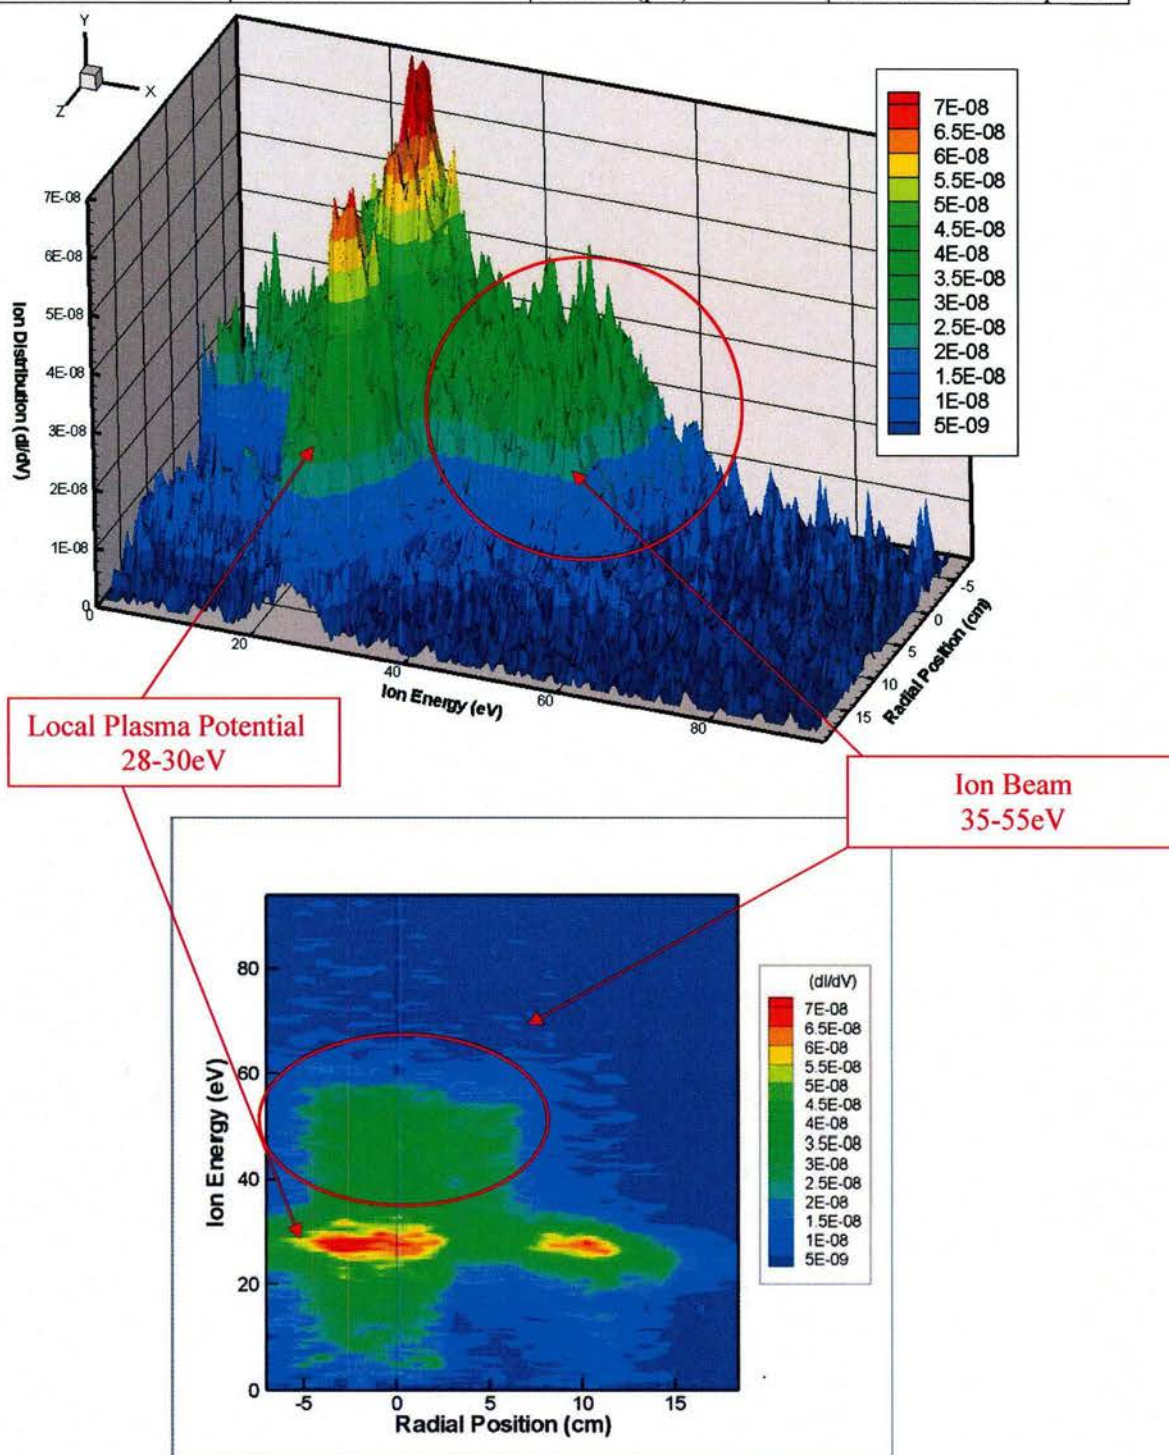 Y
X
Z
7E-08
6.5E-08
6E-08
5.5E-08
5E-08
4.5E-08
4E-08
3.5E-08
3E-08
2.5E-08
2E-08
1.5E-08
1E-08
5E-09
Ion Distribution (dI/dV)
7E-08
6E-08
5E-08
4E-08
3E-08
2E-08
1E-08
0
0
20
40
60
80
Ion Energy (eV)
-5
0
5
10
15
Radial Position (cm)
Local Plasma Potential
28-30eV
Ion Beam
35-55eV
Ion Energy (eV)
80
60
40
20
0
-5
0
5
10
15
Radial Position (cm)
(dI/dV)
7E-08
6.5E-08
6E-08
5.5E-08
5E-08
4.5E-08
4E-08
3.5E-08
3E-08
2.5E-08
2E-08
1.5E-08
1E-08
5E-09